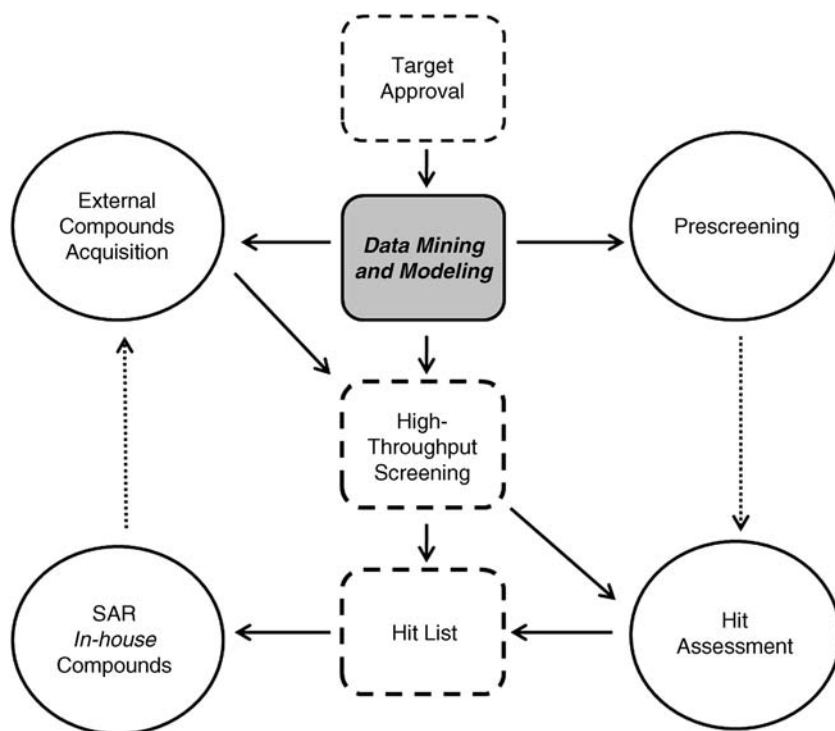 Target
Approval
External
Compounds
Acquisition
Data Mining
and Modeling
Prescreening
High-
Throughput
Screening
SAR
In-house
Compounds
Hit List
Hit
Assessment